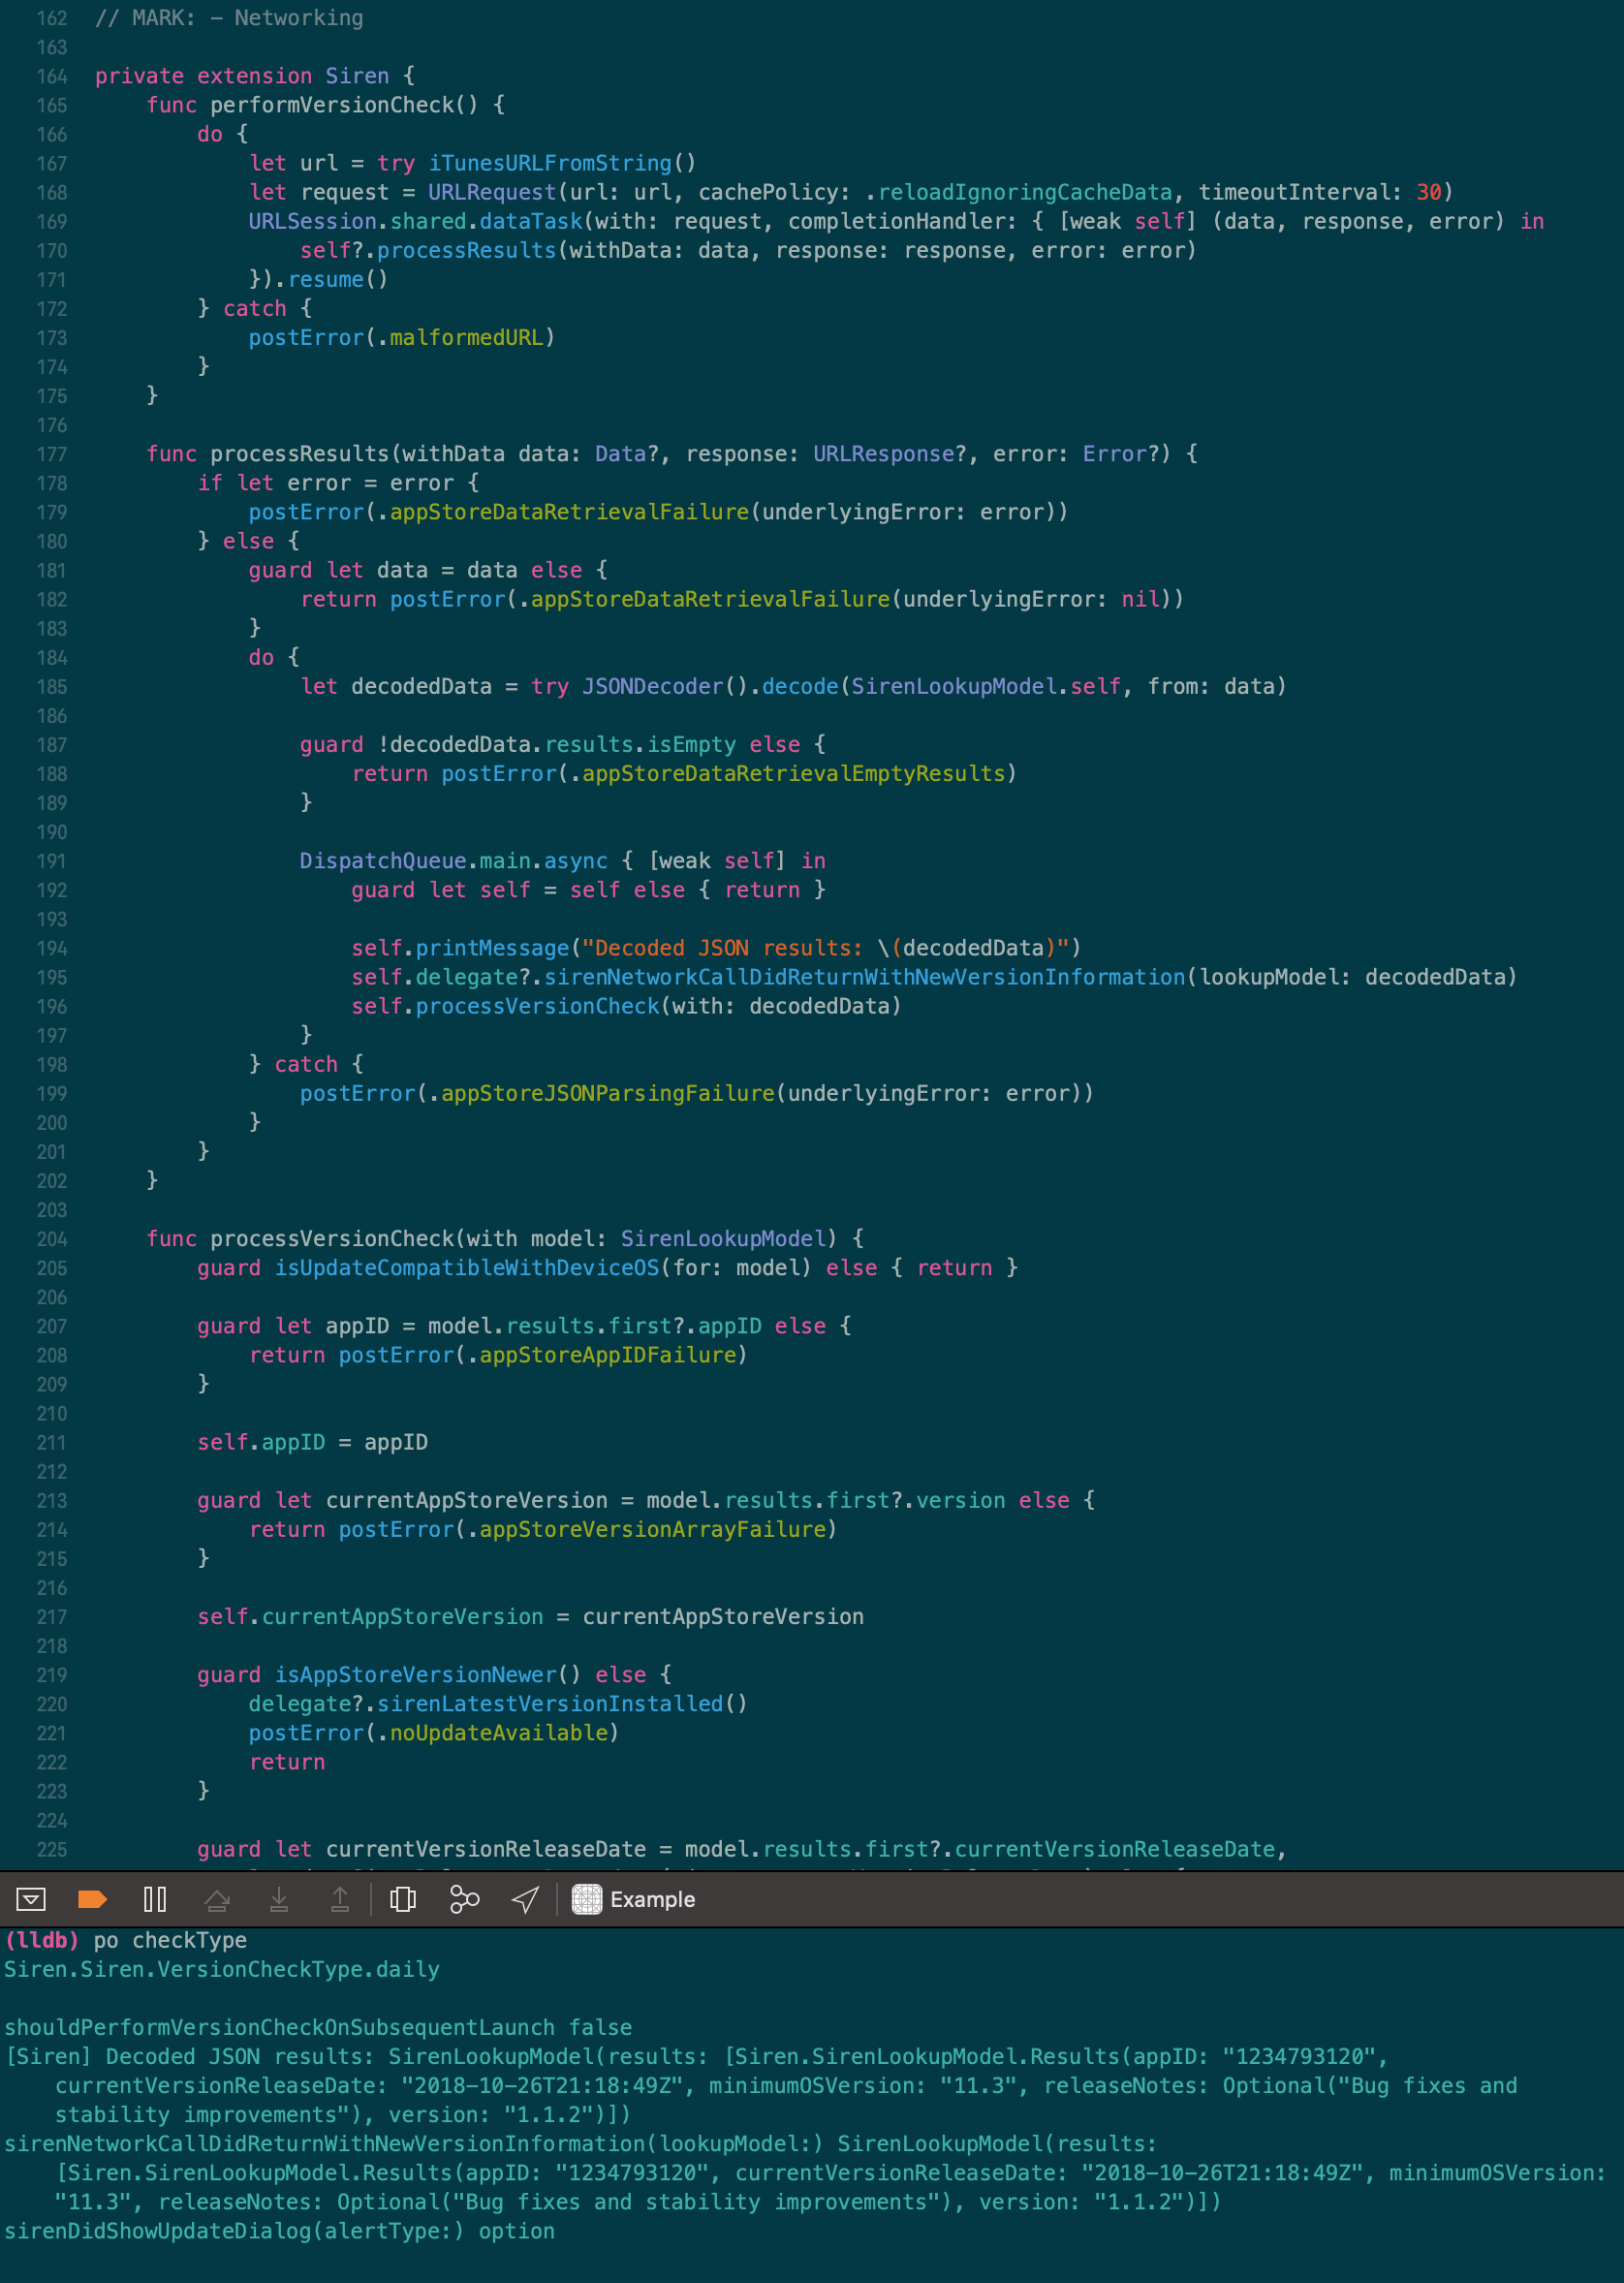 162 // MARK: - Networking
163
164 private extension Siren {
165 func performVersionCheck() {
166 do {
167 let url = try iTunesURLFromString()
168 let request = URLRequest(url: url, cachePolicy: .reloadIgnoringCacheData, timeoutInterval: 30)
169 URLSession.shared.dataTask(with: request, completionHandler: { [weak self] (data, response, error) in
170 self?.processResults(withData: data, response: response, error: error)
171 }).resume()
172 } catch {
173 postError(.malformedURL)
174 }
175 }
176
177 func processResults(withData data: Data?, response: URLResponse?, error: Error?) {
178 if let error = error {
179 postError(.appStoreDataRetrievalFailure(underlyingError: error))
180 } else {
181 guard let data = data else {
182 return postError(.appStoreDataRetrievalFailure(underlyingError: nil))
183 }
184 do {
185 let decodedData = try JSONDecoder().decode(SirenLookupModel.self, from: data)
186
187 guard !decodedData.results.isEmpty else {
188 return postError(.appStoreDataRetrievalEmptyResults)
189 }
190
191 DispatchQueue.main.async { [weak self] in
192 guard let self = self else { return }
193
194 self.printMessage("Decoded JSON results: \(decodedData)")
195 self.delegate?.sirenNetworkCallDidReturnWithNewVersionInformation(lookupModel: decodedData)
196 self.processVersionCheck(with: decodedData)
197 }
198 } catch {
199 postError(.appStoreJSONParsingFailure(underlyingError: error))
200 }
201 }
202 }
203
204 func processVersionCheck(with model: SirenLookupModel) {
205 guard isUpdateCompatibleWithDeviceOS(for: model) else { return }
206
207 guard let appID = model.results.first?.appID else {
208 return postError(.appStoreAppIDFailure)
209 }
210
211 self.appID = appID
212
213 guard let currentAppStoreVersion = model.results.first?.version else {
214 return postError(.appStoreVersionArrayFailure)
215 }
216
217 self.currentAppStoreVersion = currentAppStoreVersion
218
219 guard isAppStoreVersionNewer() else {
220 delegate?.sirenLatestVersionInstalled()
221 postError(.noUpdateAvailable)
222 return
223 }
224
225 guard let currentVersionReleaseDate = model.results.first?.currentVersionReleaseDate,
Example
(lldb) po checkType
Siren.Siren.VersionCheckType.daily
shouldPerformVersionCheckOnSubsequentLaunch false
[Siren] Decoded JSON results: SirenLookupModel(results: [Siren.SirenLookupModel.Results(appID: "1234793120",
currentVersionReleaseDate: "2018-10-26T21:18:49Z", minimumOSVersion: "11.3", releaseNotes: Optional("Bug fixes and
stability improvements"), version: "1.1.2")])
sirenNetworkCallDidReturnWithNewVersionInformation(lookupModel:) SirenLookupModel(results:
[Siren.SirenLookupModel.Results(appID: "1234793120", currentVersionReleaseDate: "2018-10-26T21:18:49Z", minimumOSVersion:
"11.3", releaseNotes: Optional("Bug fixes and stability improvements"), version: "1.1.2")])
sirenDidShowUpdateDialog(alertType:) option